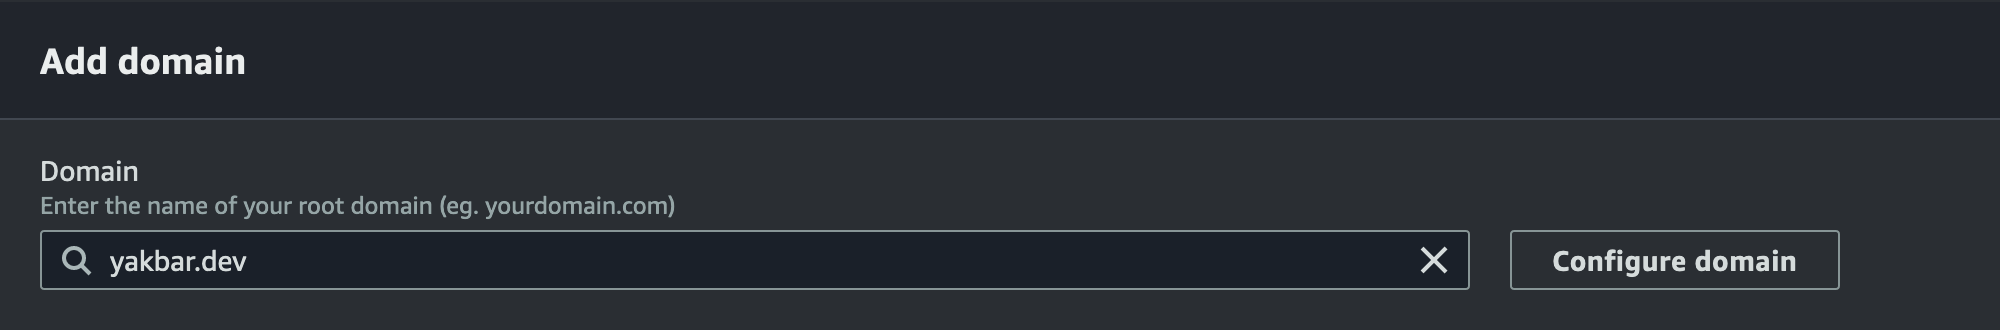 Add domain
Domain
Enter the name of your root domain (eg. yourdomain.com)
yakbar.dev
Configure domain